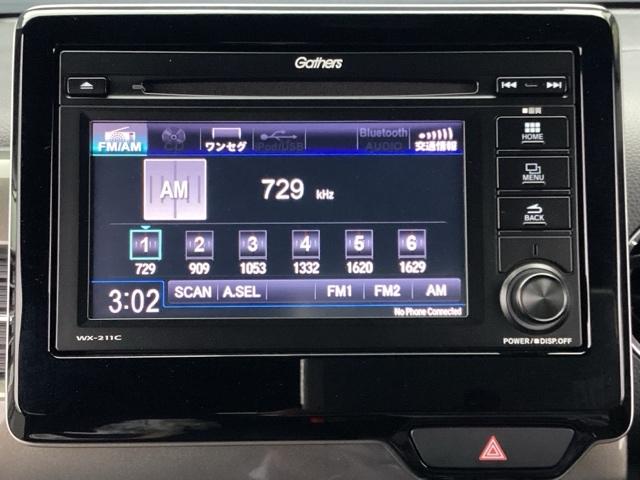 Gathers
FM/AM
CD
ワンセグ
iPod/USB
Bluetooth
AUDIO
交通情報
■画質
HOME
MENU
BACK
AM
729 kHz
1 2 3 4 5 6
729 909 1053 1332 1620 1629
3:02
SCAN A.SEL FM1 FM2 AM
No Phone Connected
WX-211C
POWER/■DISP.OFF